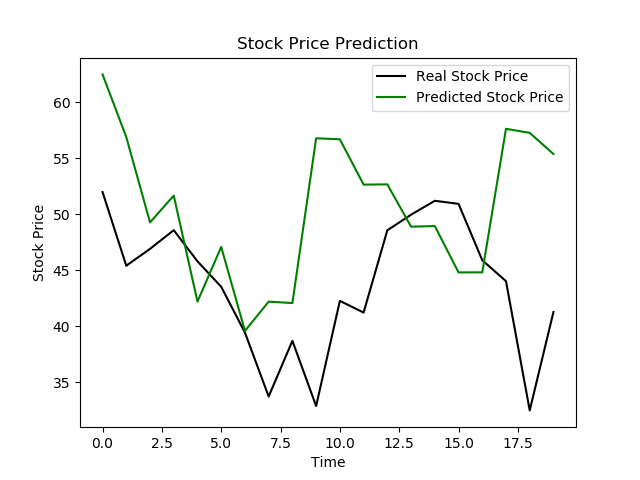 Stock Price Prediction
Real Stock Price
Predicted Stock Price
Stock Price
60
55
50
45
40
35
0.0 2.5 5.0 7.5 10.0 12.5 15.0 17.5
Time